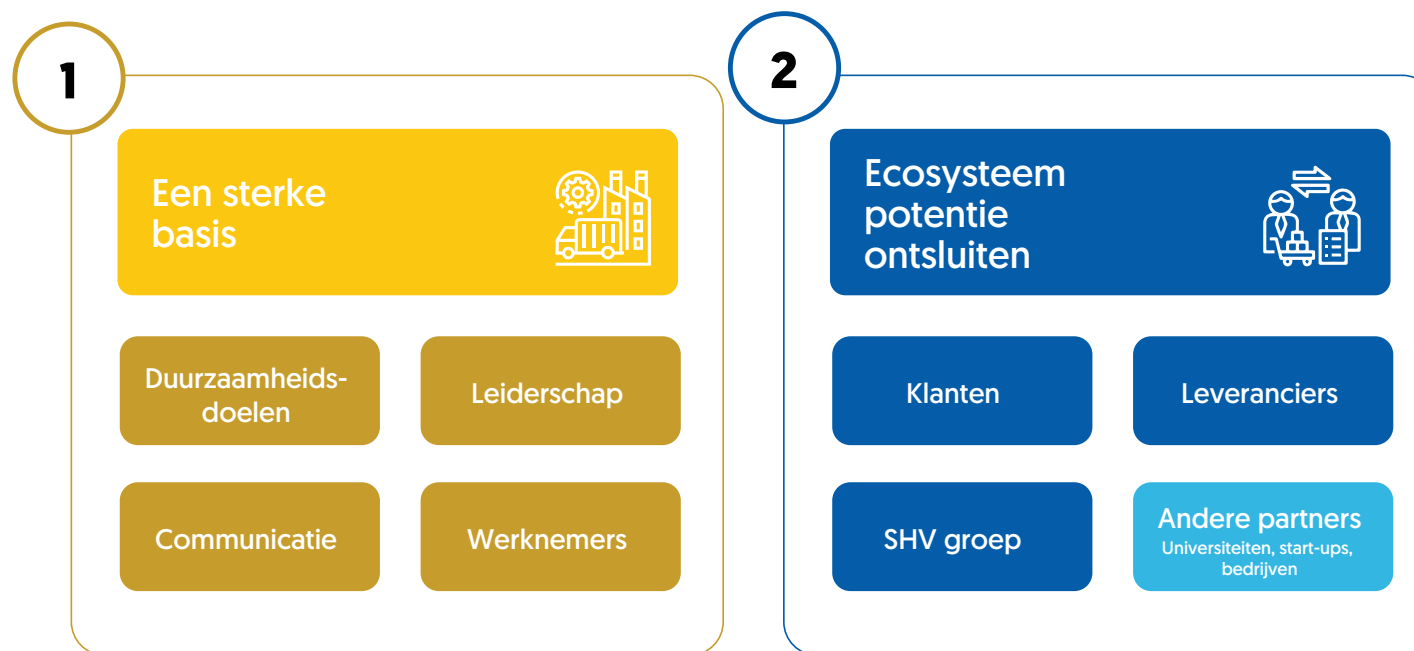 1
Een sterke
basis
Duurzaamheids-
doelen
Leiderschap
Communicatie
Werknemers
2
Ecosysteem
potentie
ontsluiten
Klanten
Leveranciers
SHV groep
Andere partners
Universiteiten, start-ups,
bedrijven